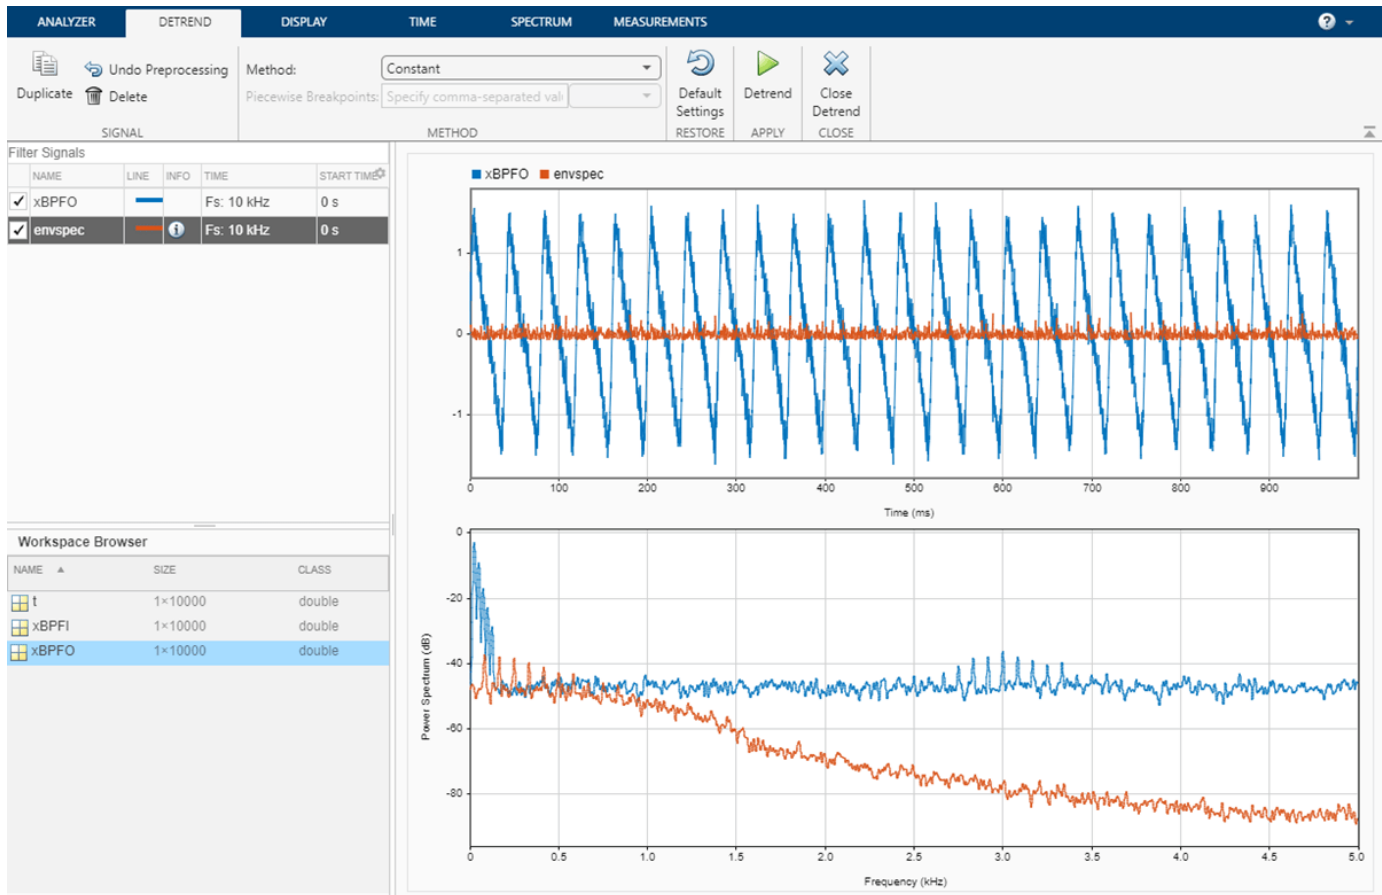 ANALYZER DETREND DISPLAY TIME SPECTRUM MEASUREMENTS ?
Duplicate
Undo Preprocessing
Delete
SIGNAL
Method: Constant
Piecewise Breakpoints: Specify comma-separated val
METHOD
Default
Settings
RESTORE
Detrend
APPLY
Close
Detrend
CLOSE
Filter Signals
NAME LINE INFO TIME START TIME
xBPFO Fs: 10 kHz 0 s
envspec i Fs: 10 kHz 0 s
Workspace Browser
NAME SIZE CLASS
t 1×10000 double
xBPFI 1×10000 double
xBPFO 1×10000 double
xBPFO envspec
1
0
-1
0 100 200 300 400 500 600 700 800 900
Time (ms)
0
-20
-40
-60
-80
Power Spectrum (dB)
0 0.5 1.0 1.5 2.0 2.5 3.0 3.5 4.0 4.5 5.0
Frequency (kHz)